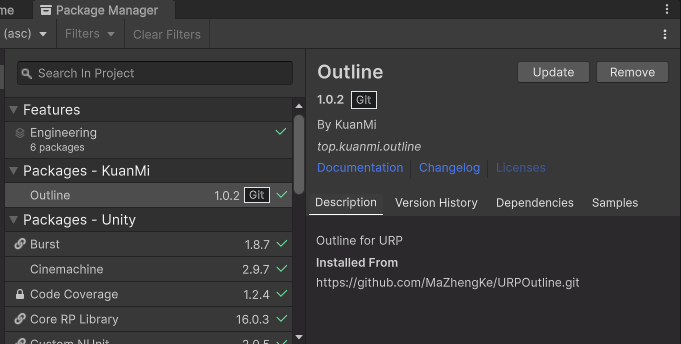 me
Package Manager
(asc)
Filters
Clear Filters
Search In Project
Features
Engineering
6 packages
Packages - KuanMi
Outline 1.0.2 Git
Packages - Unity
Burst 1.8.7
Cinemachine 2.9.7
Code Coverage 1.2.4
Core RP Library 16.0.3
Custom NUnit 2.0.5
Outline
Update
Remove
1.0.2 Git
By KuanMi
top.kuanmi.outline
Documentation Changelog Licenses
Description Version History Dependencies Samples
Outline for URP
Installed From
https://github.com/MaZhengKe/URPOutline.git